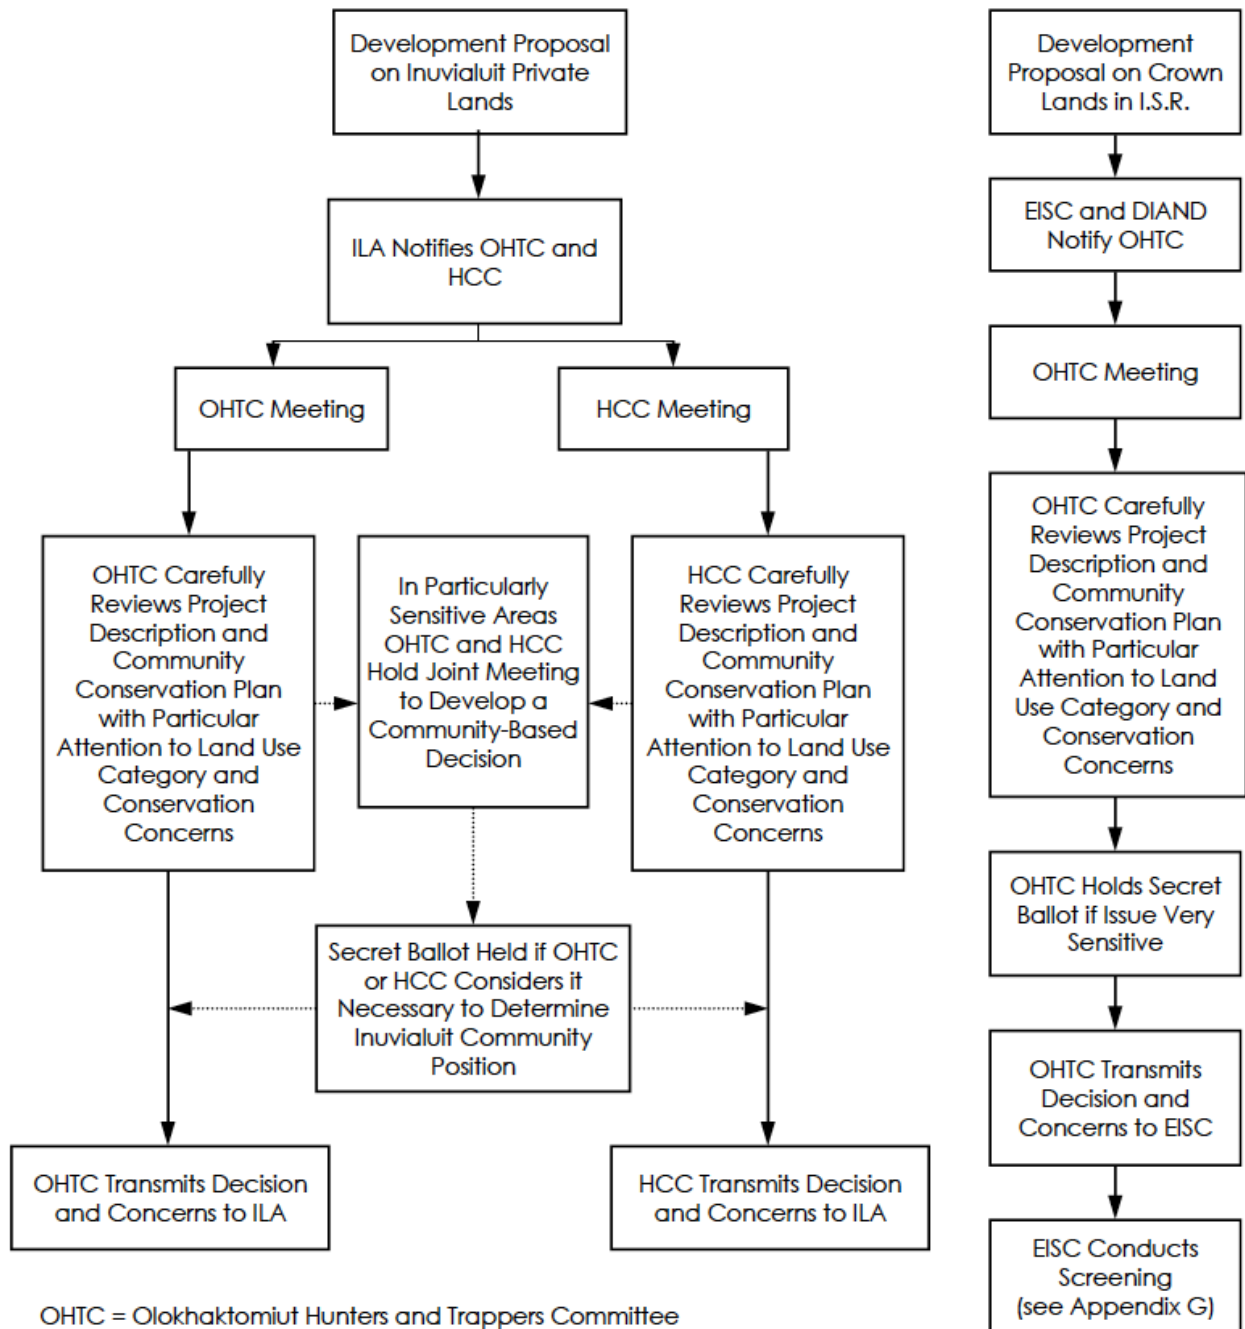 Development Proposal
on Inuvialuit Private
Lands
ILA Notifies OHTC and
HCC
OHTC Meeting
HCC Meeting
OHTC Carefully
Reviews Project
Description and
Community
Conservation Plan
with Particular
Attention to Land Use
Category and
Conservation
Concerns
In Particularly
Sensitive Areas
OHTC and HCC
Hold Joint Meeting
to Develop a
Community-Based
Decision
HCC Carefully
Reviews Project
Description and
Community
Conservation Plan
with Particular
Attention to Land Use
Category and
Conservation
Concerns
Secret Ballot Held if OHTC
or HCC Considers it
Necessary to Determine
Inuvialuit Community
Position
OHTC Transmits Decision
and Concerns to ILA
HCC Transmits Decision
and Concerns to ILA
Development
Proposal on Crown
Lands in I.S.R.
EISC and DIAND
Notify OHTC
OHTC Meeting
OHTC Carefully
Reviews Project
Description and
Community
Conservation Plan
with Particular
Attention to Land
Use Category and
Conservation
Concerns
OHTC Holds Secret
Ballot if Issue Very
Sensitive
OHTC Transmits
Decision and
Concerns to EISC
EISC Conducts
Screening
(see Appendix G)
OHTC = Olokhaktomiut Hunters and Trappers Committee